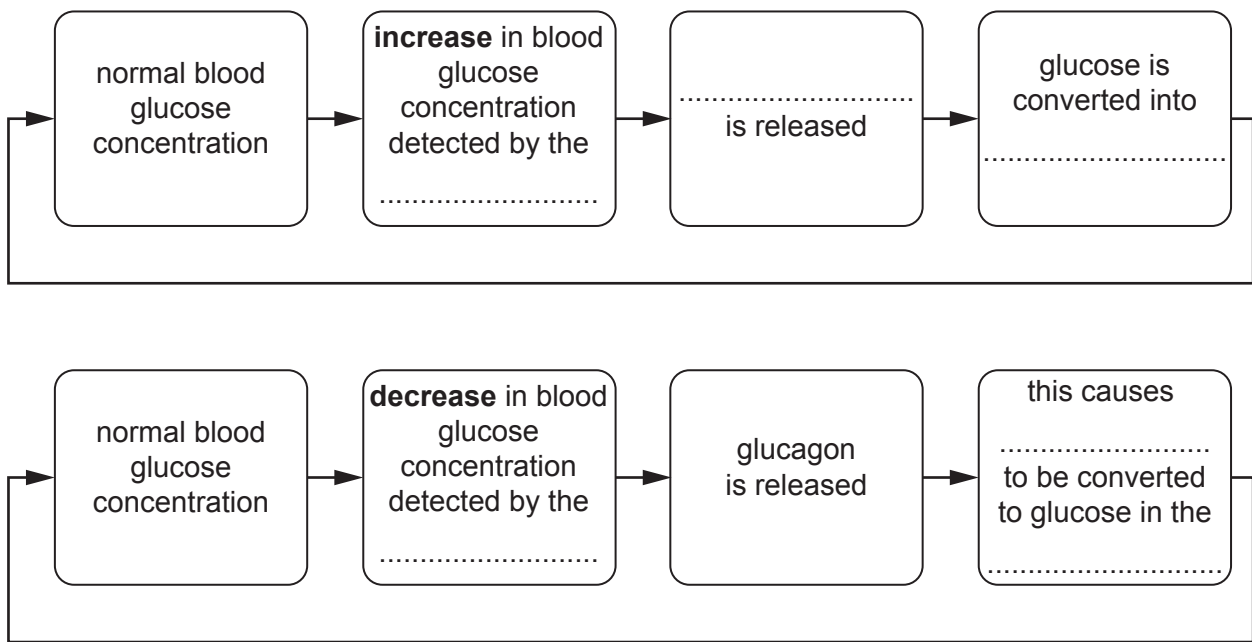 normal blood
glucose
concentration
increase in blood
glucose
concentration
detected by the
...........................
.............................
is released
glucose is
converted into
..............................
normal blood
glucose
concentration
decrease in blood
glucose
concentration
detected by the
...........................
glucagon
is released
this causes
..........................
to be converted
to glucose in the
.............................